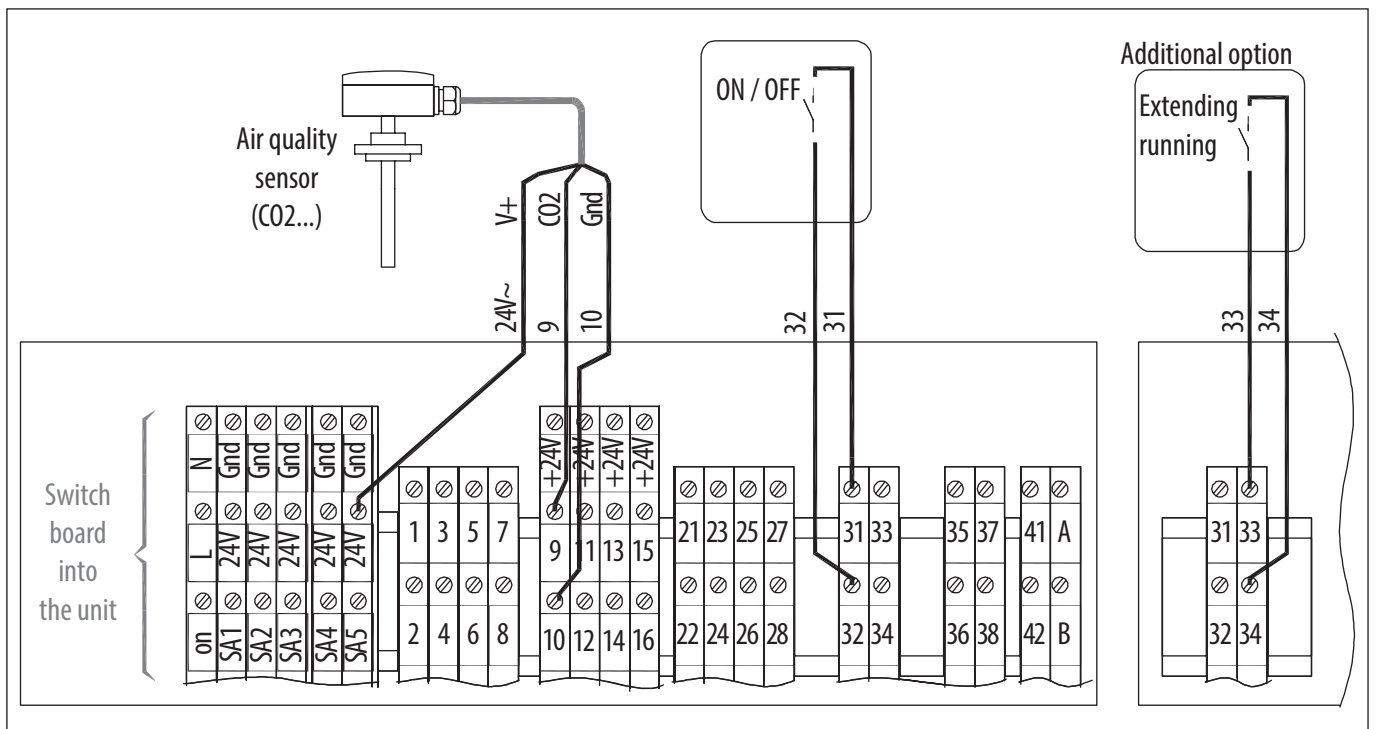 Additional option
ON / OFF
Extending
running
Air quality
sensor
(CO2...)
V+
CO2
Gnd
24V~
9
10
32
31
33
34
Switch
board
into
the unit
N Gnd Gnd Gnd Gnd Gnd
L 24V 24V 24V 24V 24V
on SA1 SA2 SA3 SA4 SA5
1 3 5 7
2 4 6 8
+24V +24V +24V +24V
9 11 13 15
10 12 14 16
21 23 25 27
22 24 26 28
31 33
32 34
35 37
36 38
41 A
42 B
31 33
32 34